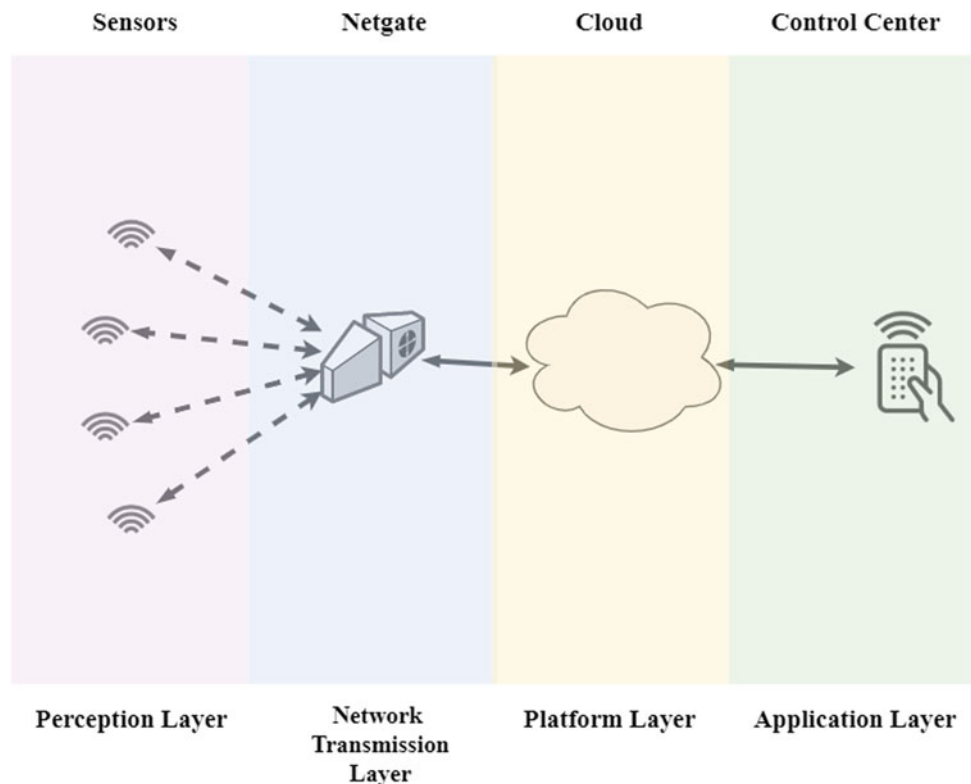 Sensors
Netgate
Cloud
Control Center
Perception Layer
Network
Transmission
Layer
Platform Layer
Application Layer